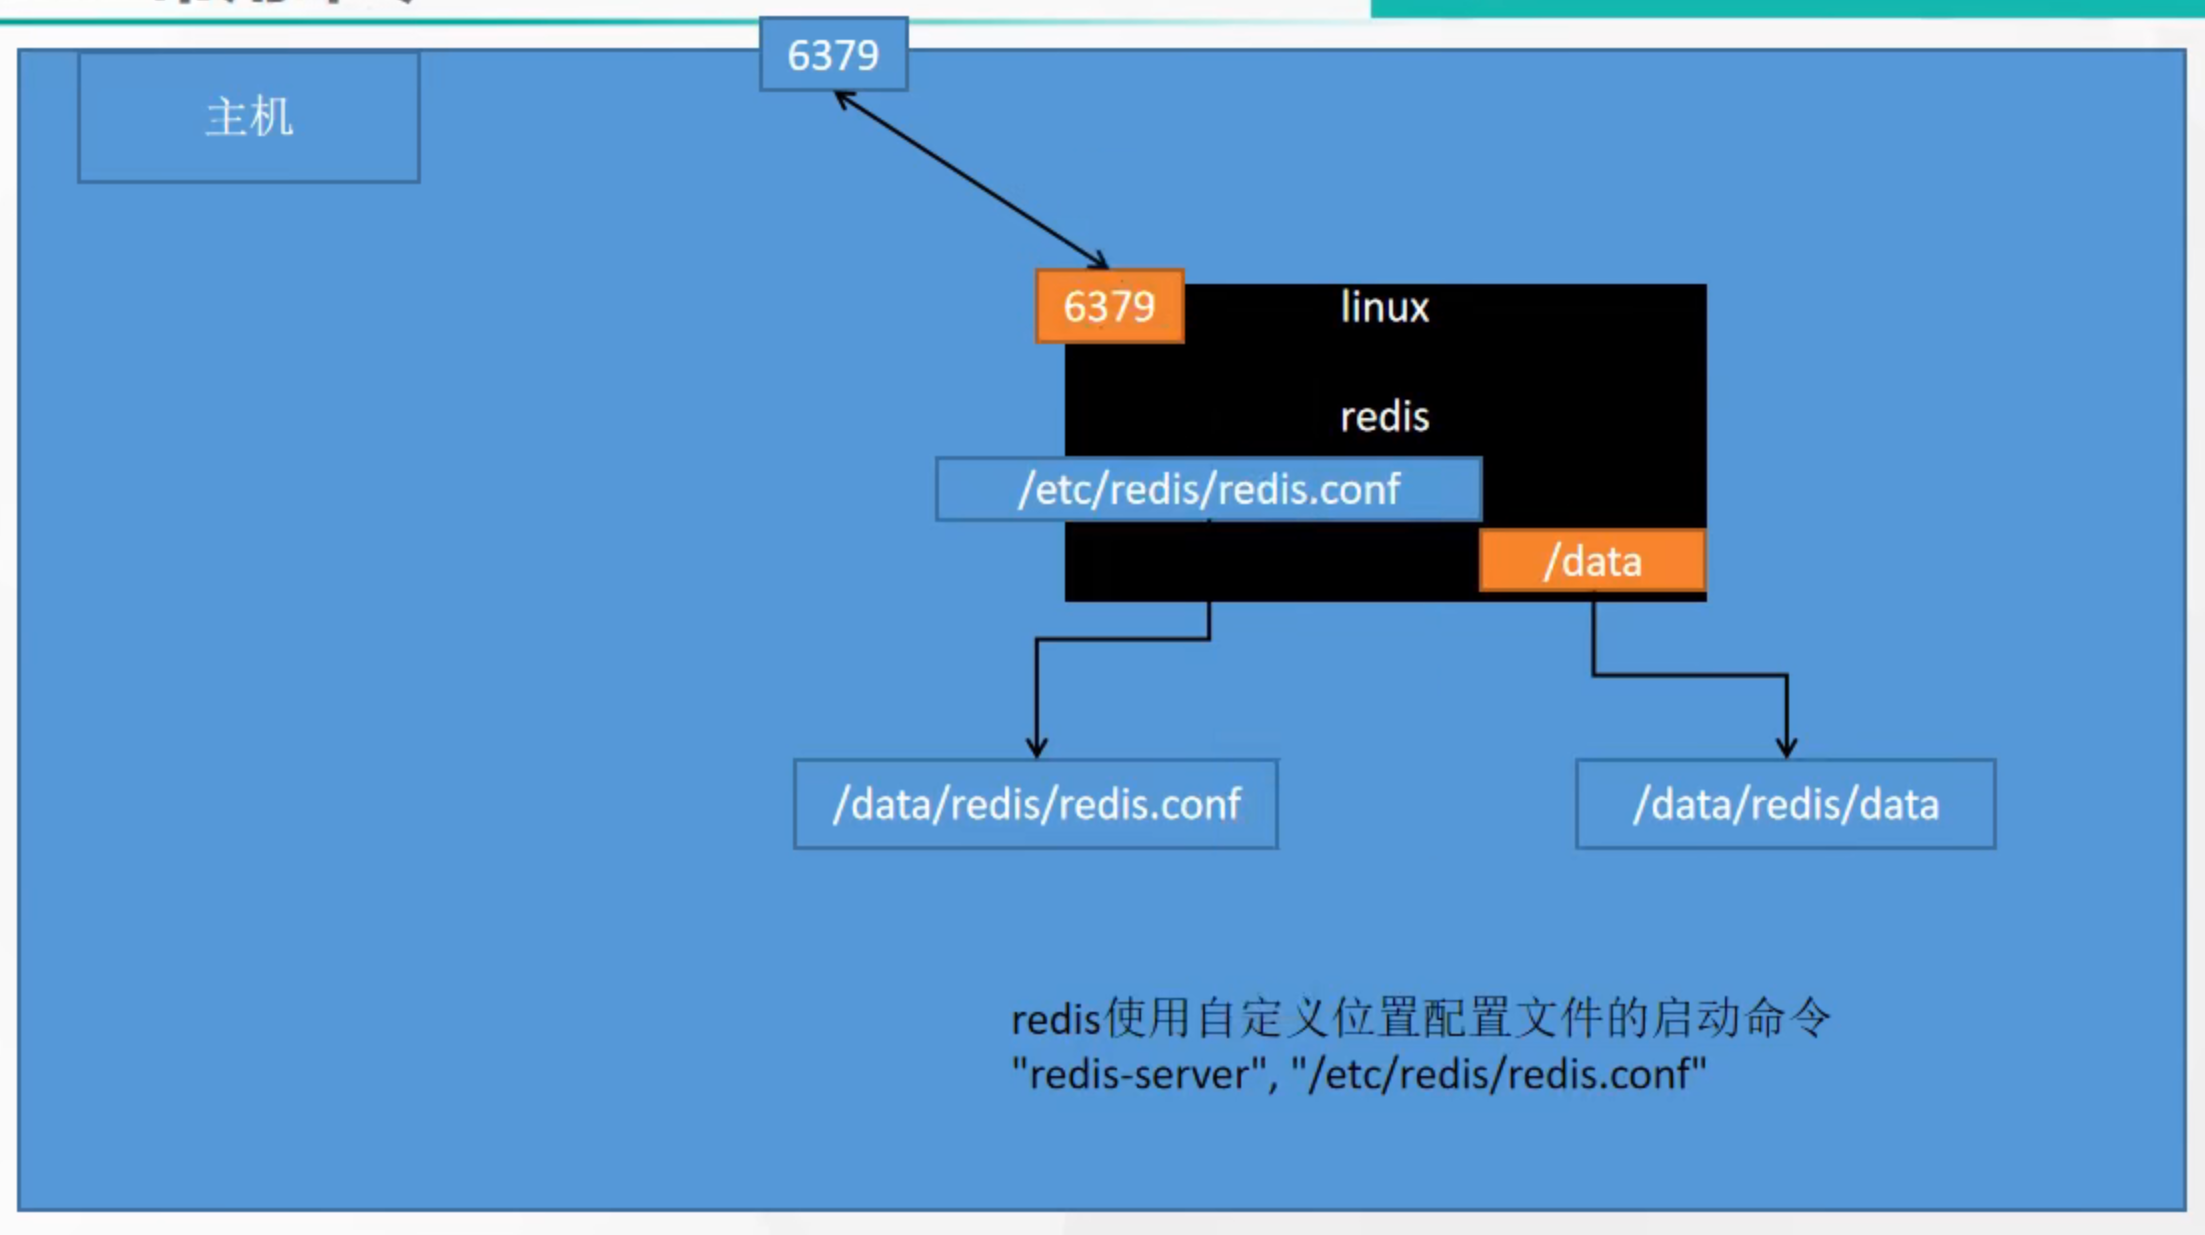 6379
主机
6379
linux
redis
/etc/redis/redis.conf
/data
/data/redis/redis.conf
/data/redis/data
redis使用自定义位置配置文件的启动命令
"redis-server", "/etc/redis/redis.conf"